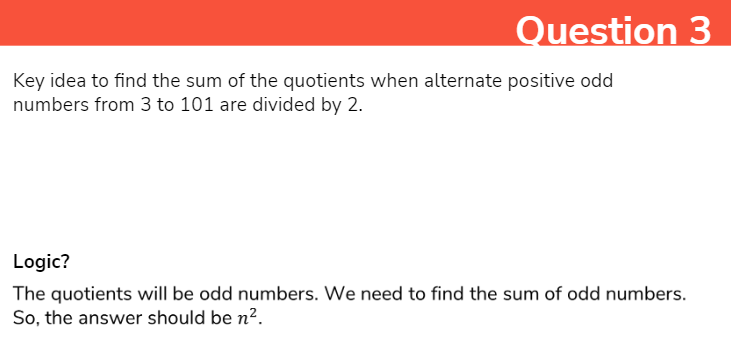 Question 3
Key idea to find the sum of the quotients when alternate positive odd
numbers from 3 to 101 are divided by 2.
Logic?
The quotients will be odd numbers. We need to find the sum of odd numbers.
So, the answer should be n².